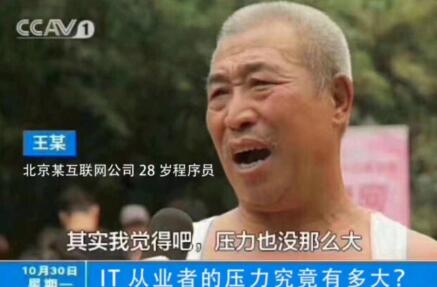 CCAV 1
王某
北京某互联网公司 28 岁程序员
其实我觉得吧，压力也没那么大
10月30日
星期一
IT 从业者的压力究竟有多大？